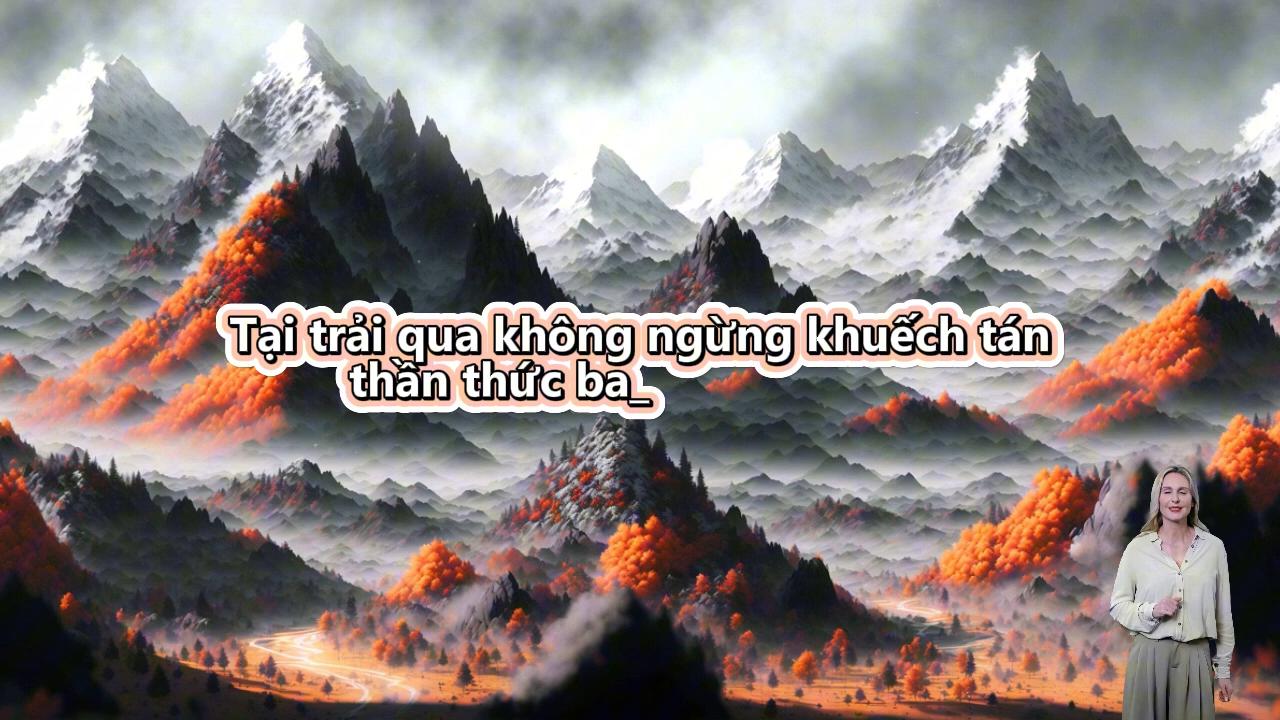 Tại trải qua không ngừng khuếch tán
thần thức ba_